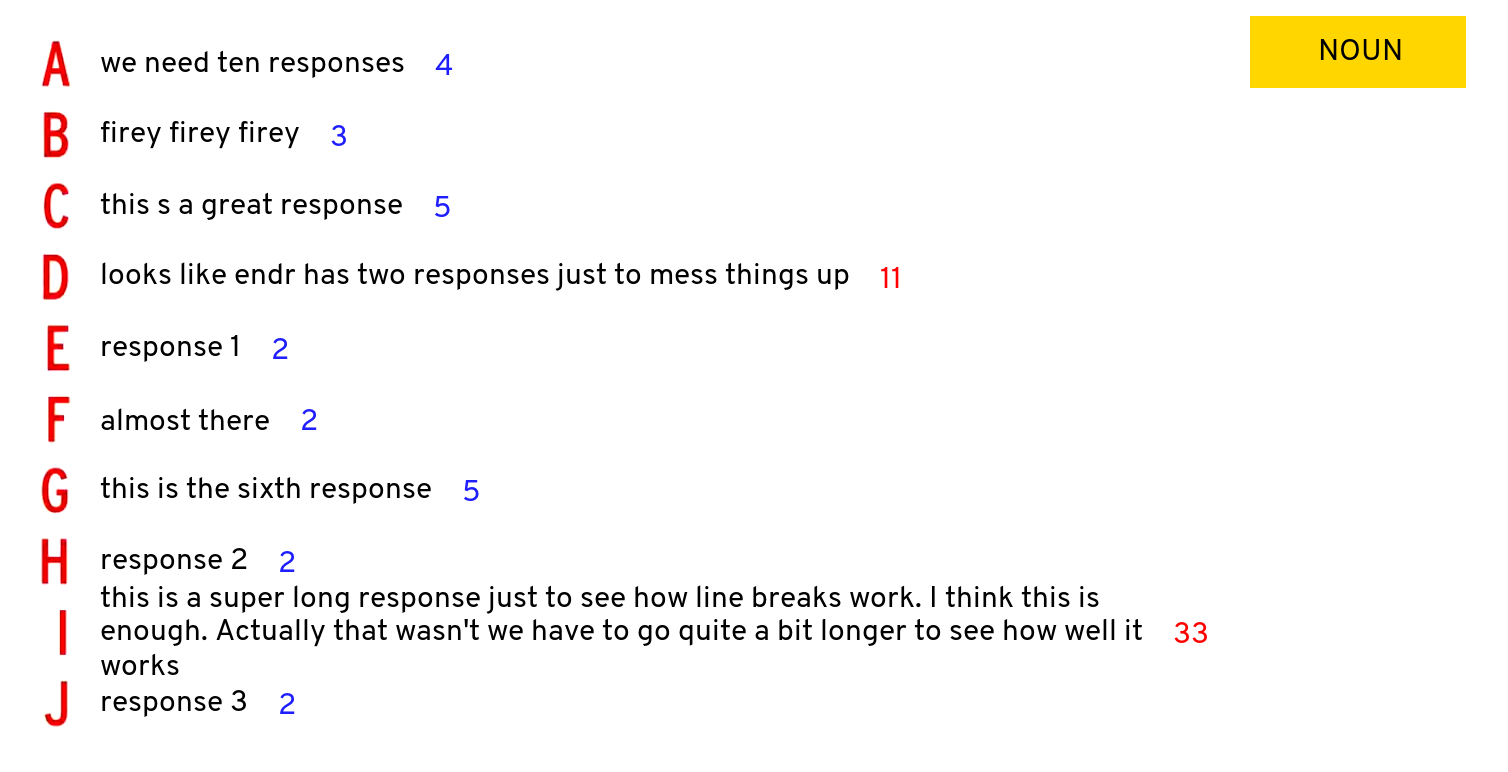 NOUN
A we need ten responses 4
B firey firey firey 3
C this s a great response 5
D looks like endr has two responses just to mess things up 11
E response 1 2
F almost there 2
G this is the sixth response 5
H response 2 2
this is a super long response just to see how line breaks work. I think this is
I enough. Actually that wasn't we have to go quite a bit longer to see how well it 33
works
J response 3 2